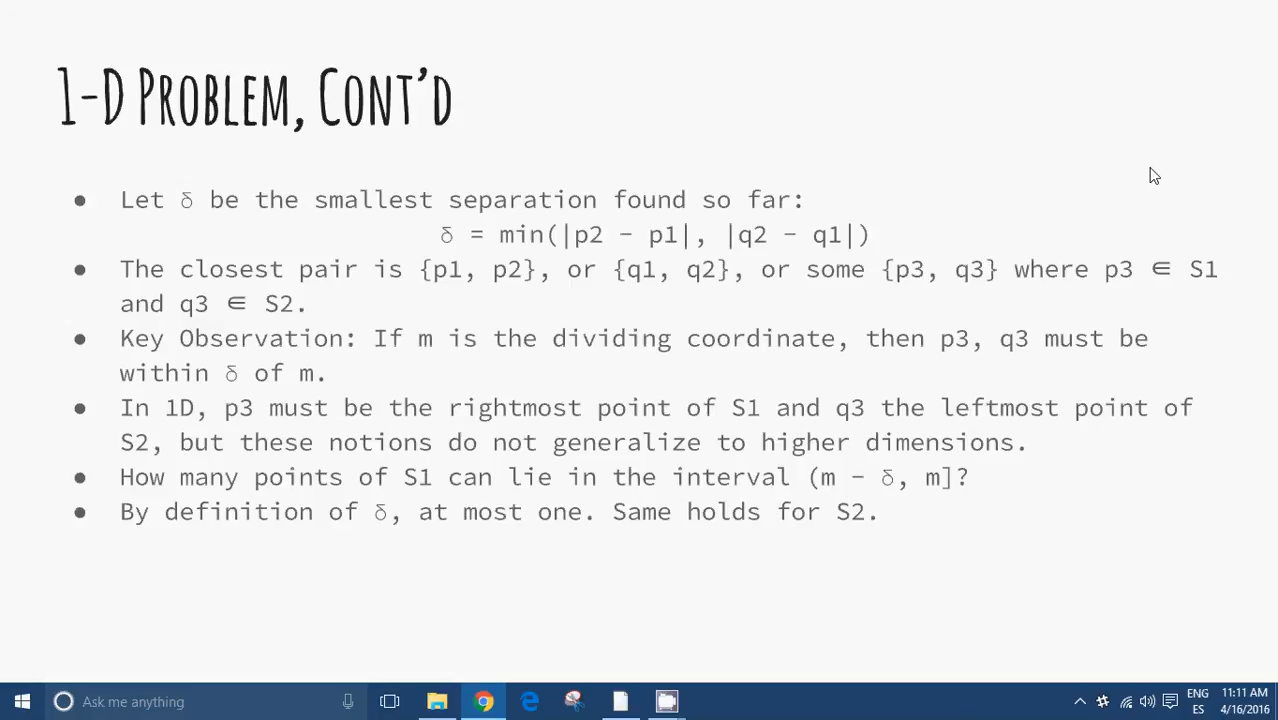 1-D Problem, Cont'd
● Let δ be the smallest separation found so far:
δ = min(|p2 - p1|, |q2 - q1|)
● The closest pair is {p1, p2}, or {q1, q2}, or some {p3, q3} where p3 ∈ S1
and q3 ∈ S2.
● Key Observation: If m is the dividing coordinate, then p3, q3 must be
within δ of m.
● In 1D, p3 must be the rightmost point of S1 and q3 the leftmost point of
S2, but these notions do not generalize to higher dimensions.
● How many points of S1 can lie in the interval (m - δ, m]?
● By definition of δ, at most one. Same holds for S2.
Ask me anything
ENG 11:11 AM
ES 4/16/2016